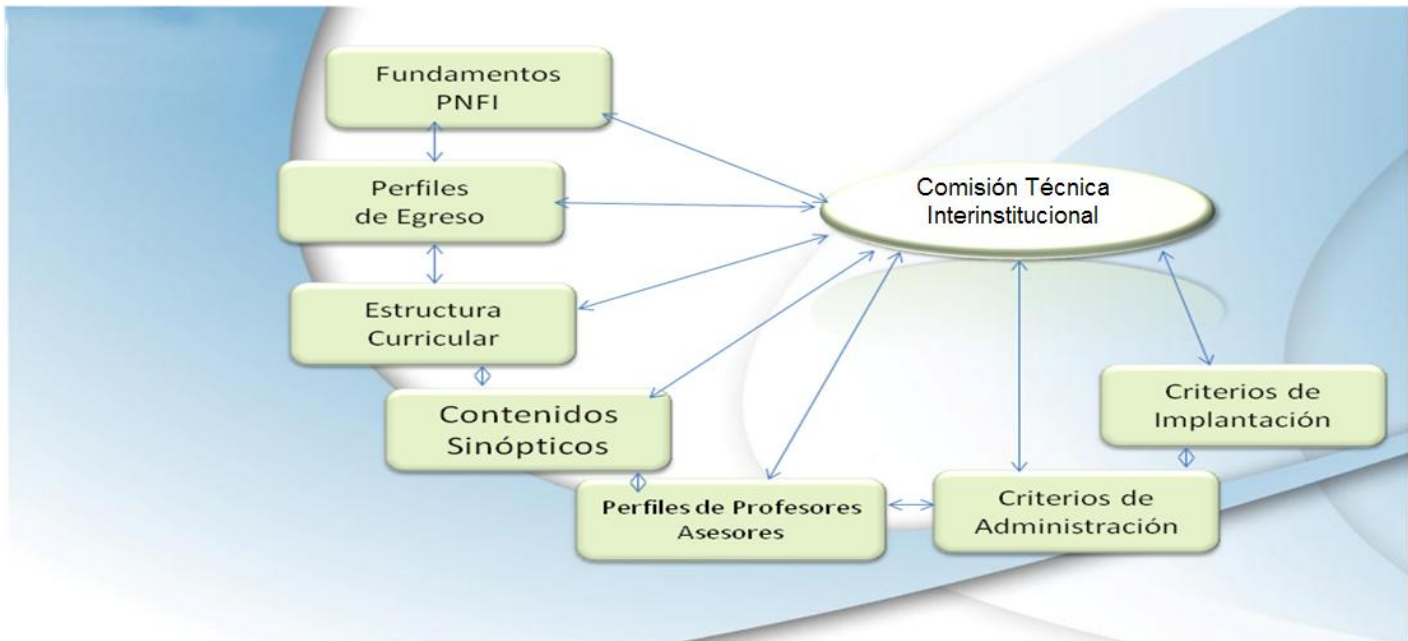 Fundamentos
PNFI
Perfiles
de Egreso
Comisión Técnica
Interinstitucional
Estructura
Curricular
Contenidos
Sinópticos
Criterios de
Implantación
Perfiles de Profesores
Asesores
Criterios de
Administración